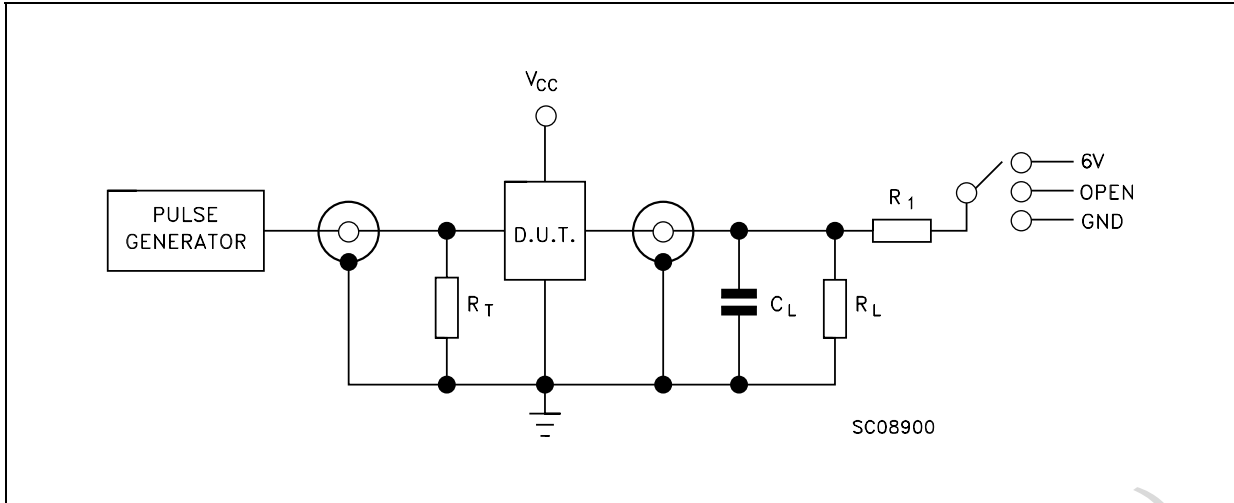 VCC
PULSE
GENERATOR
D.U.T.
RT
CL
RL
R1
6V
OPEN
GND
SC08900